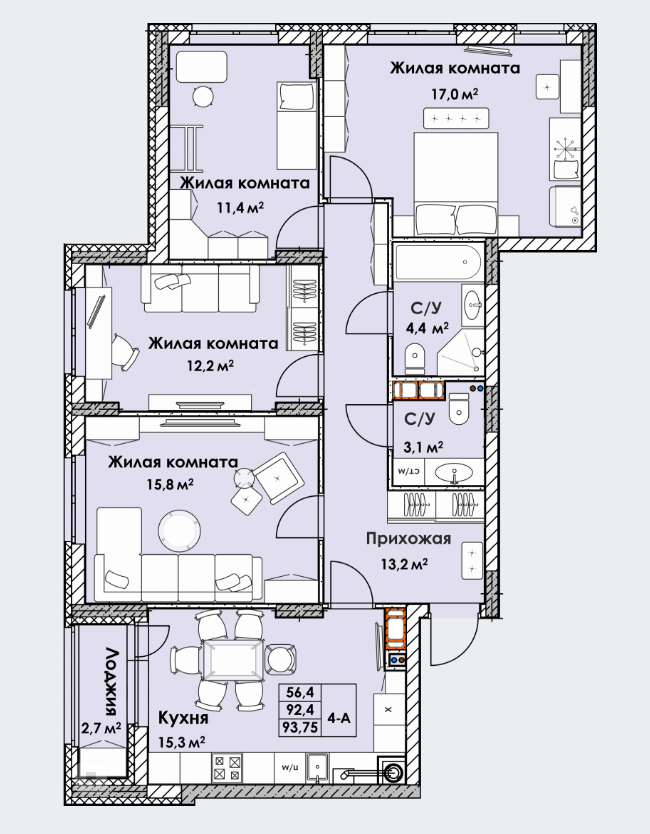 Жилая комната
17,0 м²
Жилая комната
11,4 м²
С/У
4,4 м²
Жилая комната
12,2 м²
С/У
3,1 м²
ст/м
Жилая комната
15,8 м²
Прихожая
13,2 м²
Лоджия
2,7 м²
Кухня
15,3 м²
56,4
92,4
93,75
4-А
х
п/м